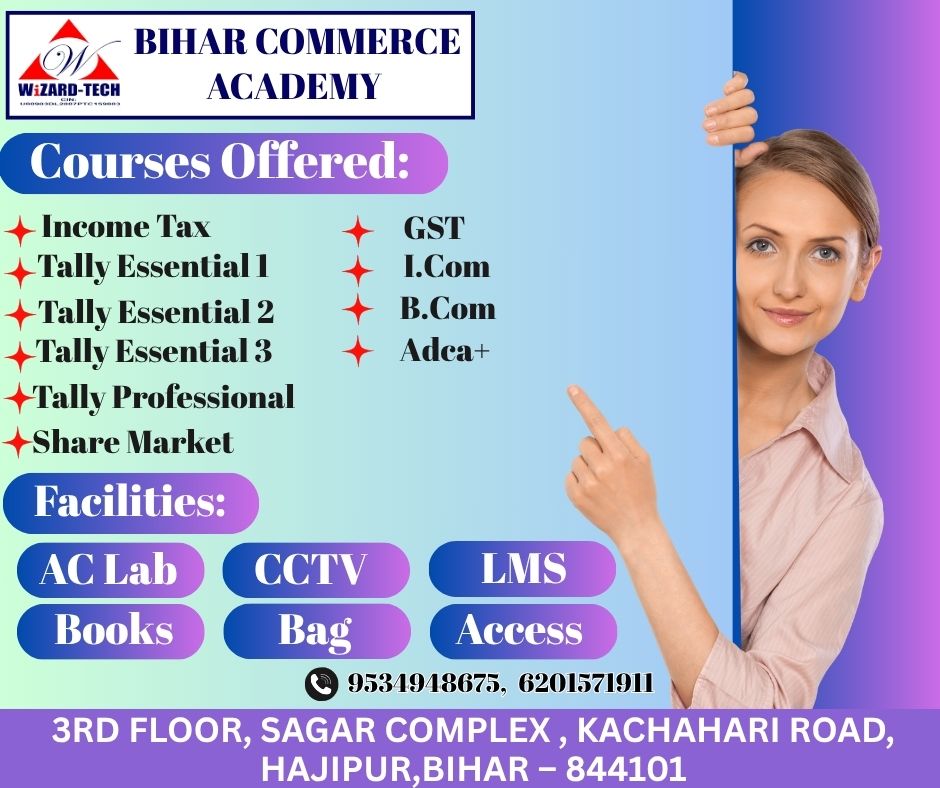 W
WiZARD-TECH
CIN:
BIHAR COMMERCE
ACADEMY
Courses Offered:
Income Tax
Tally Essential 1
Tally Essential 2
Tally Essential 3
Tally Professional
Share Market
GST
I.Com
B.Com
Adca+
Facilities:
AC Lab
CCTV
LMS
Books
Bag
Access
9534948675, 6201571911
3RD FLOOR, SAGAR COMPLEX , KACHAHARI ROAD,
HAJIPUR,BIHAR – 844101